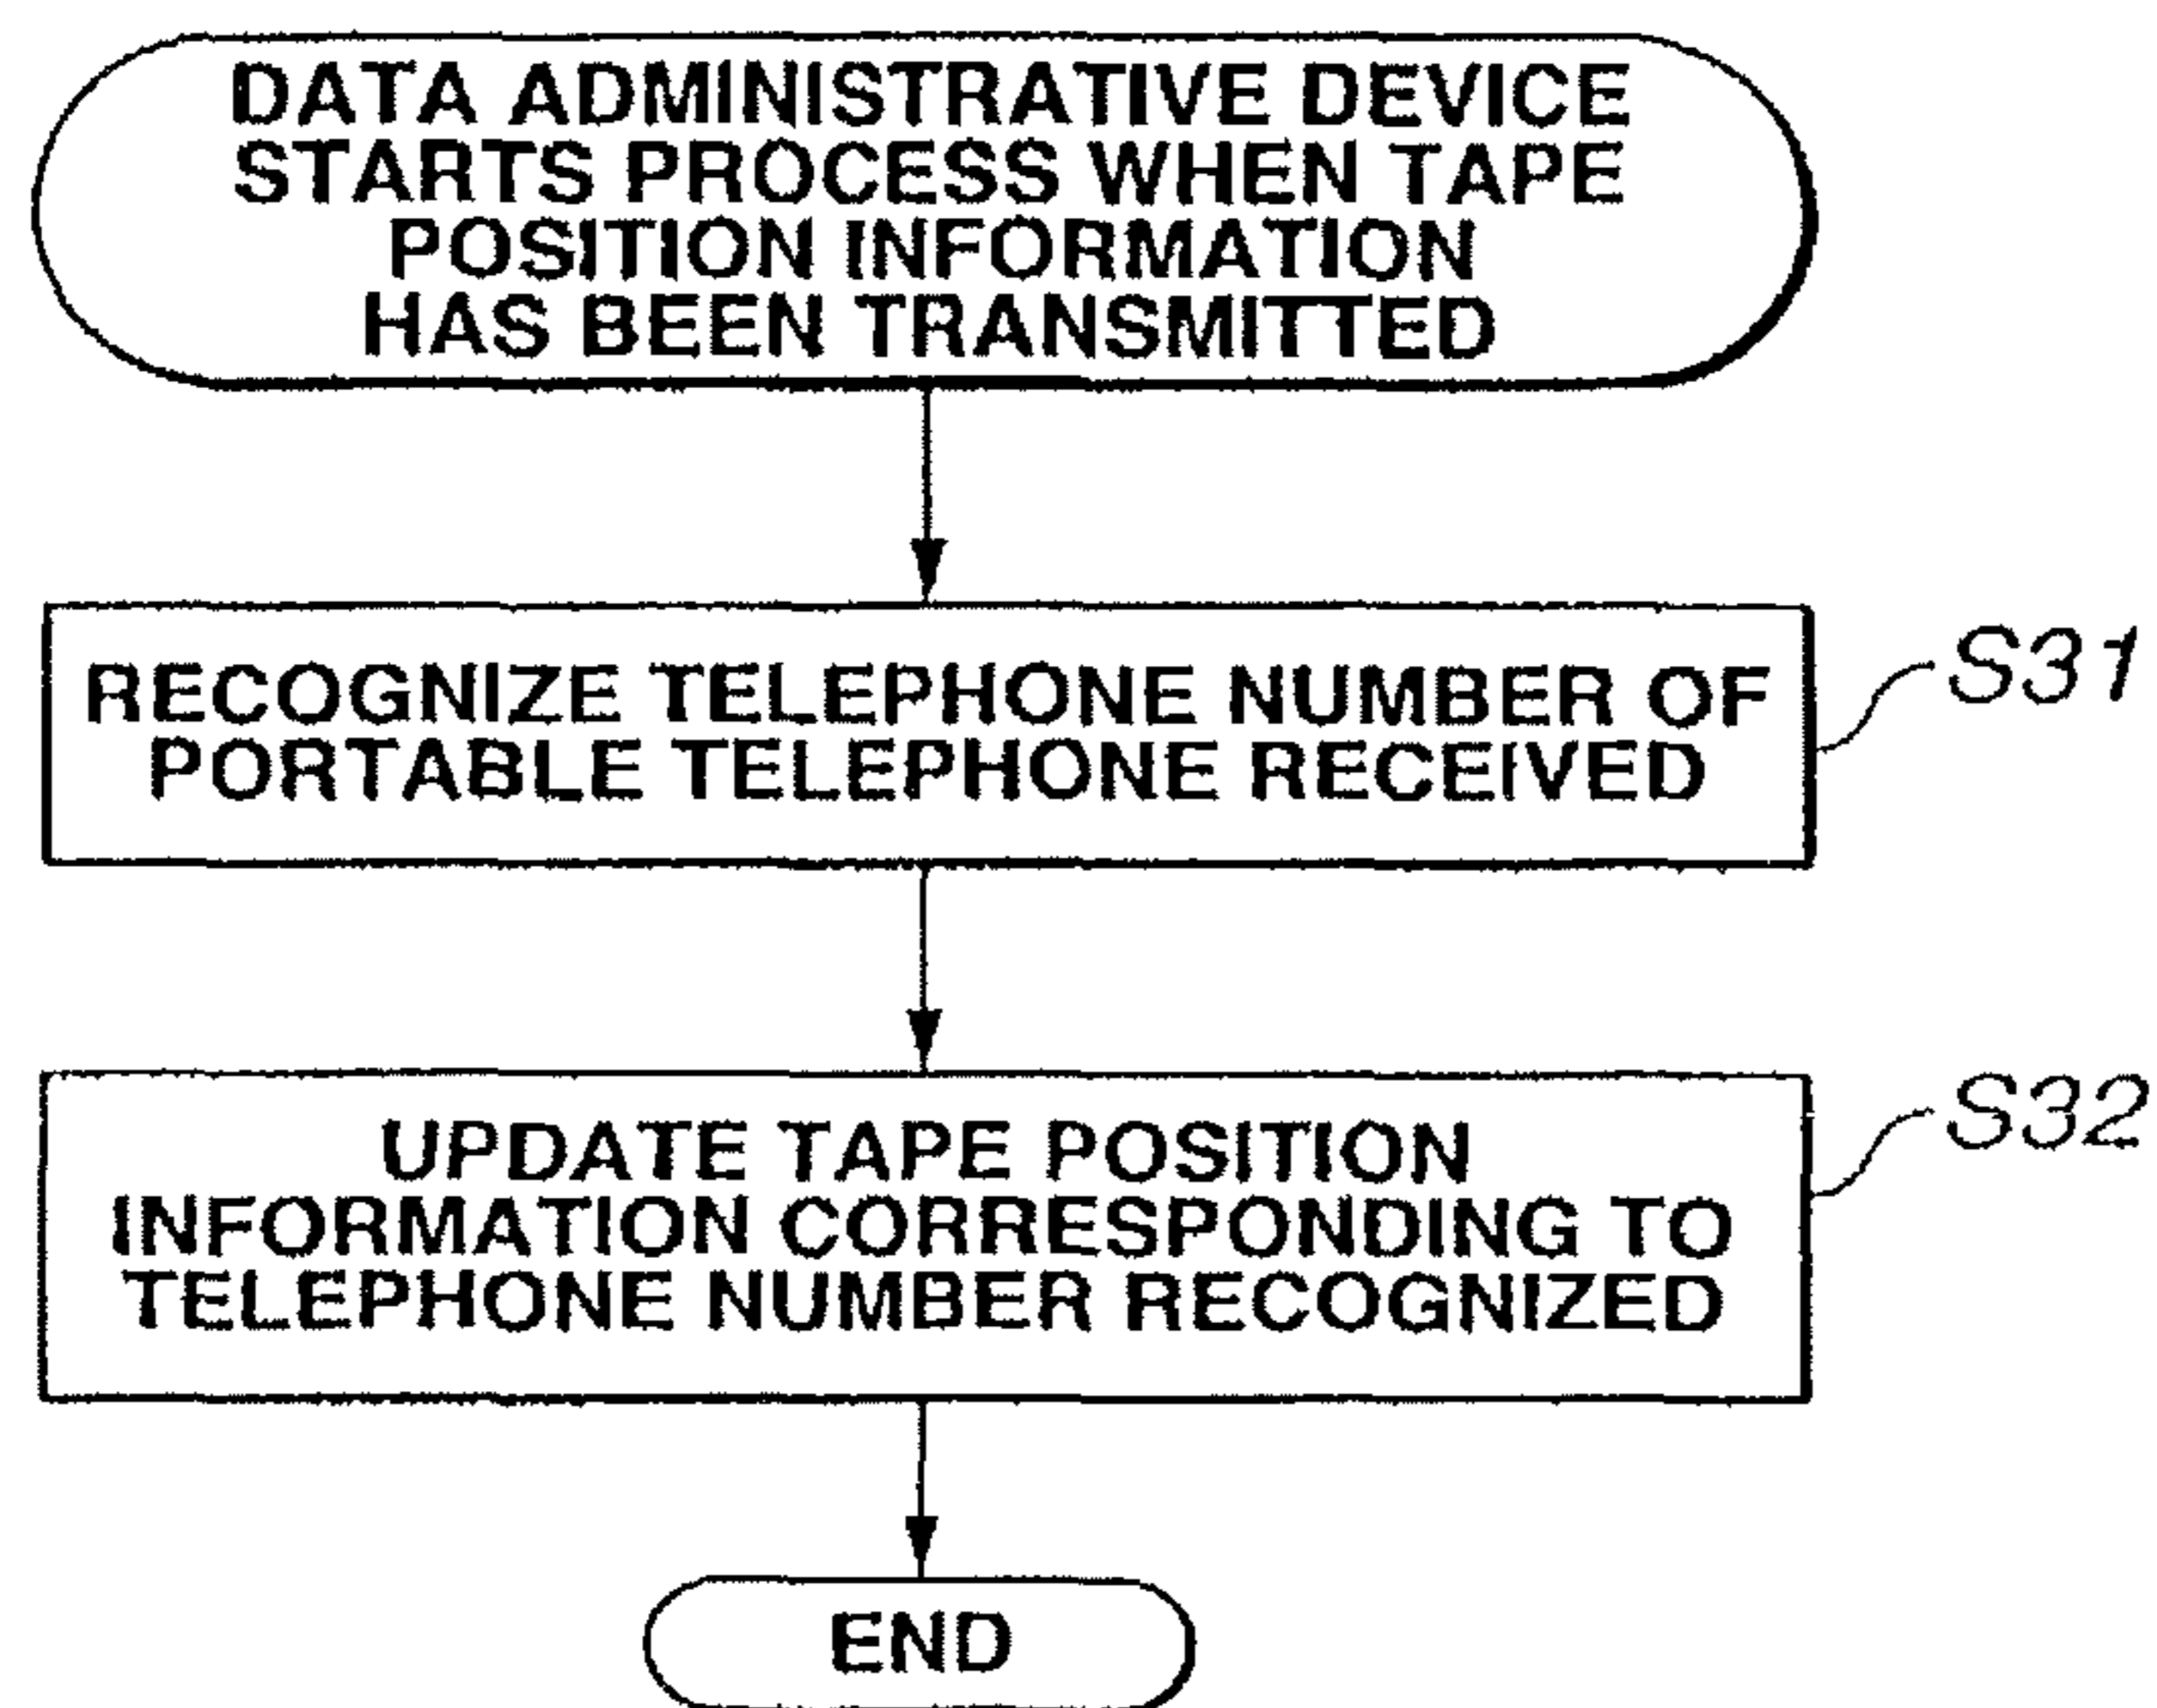 DATA ADMINISTRATIVE DEVICE
STARTS PROCESS WHEN TAPE
POSITION INFORMATION
HAS BEEN TRANSMITTED
RECOGNIZE TELEPHONE NUMBER OF
PORTABLE TELEPHONE RECEIVED
S31
UPDATE TAPE POSITION
INFORMATION CORRESPONDING TO
TELEPHONE NUMBER RECOGNIZED
S32
END